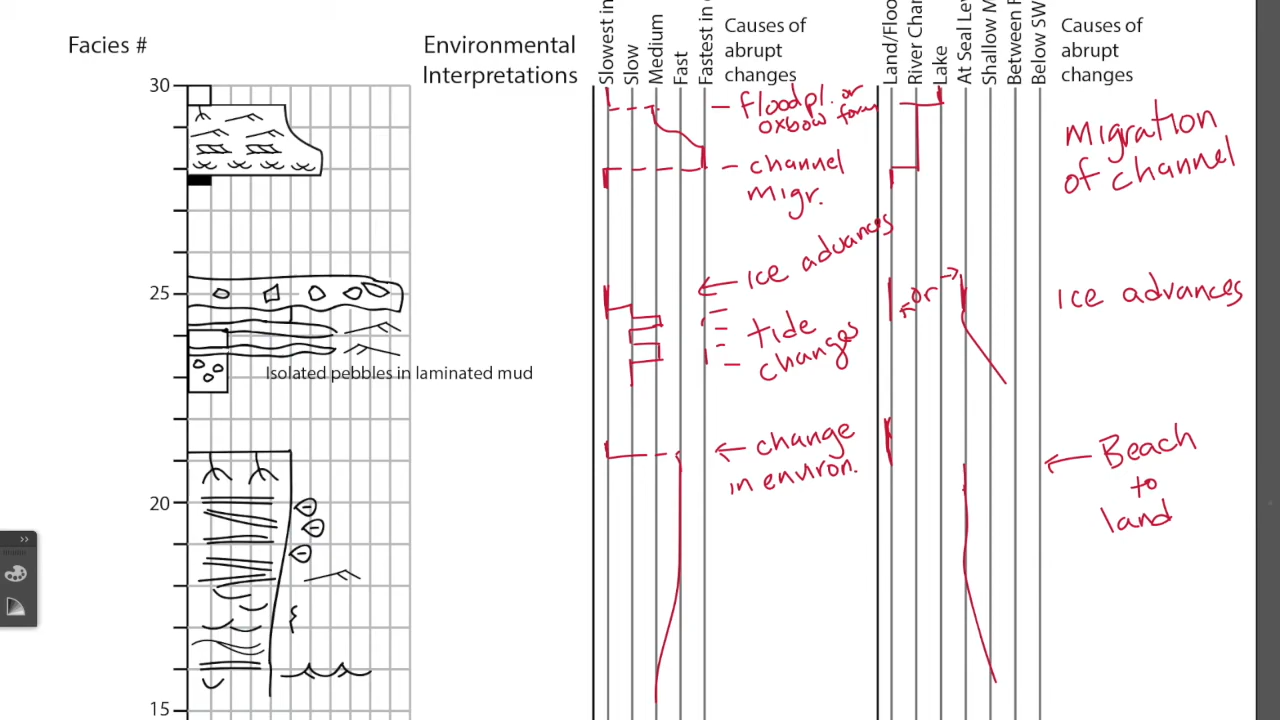 Facies #
Environmental
Interpretations
Slowest in
Slow
Medium
Fast
Fastest in
Causes of
abrupt
changes
Land/Floo
River Char
Lake
At Seal Lev
Shallow M
Between F
Below SW
Causes of
abrupt
changes
30
25
20
15
Isolated pebbles in laminated mud
– floodpl. or
oxbow form
– channel
migr.
← Ice advances
tide
changes
← change
in environ.
or
Migration
of channel
Ice advances
← Beach
to
land